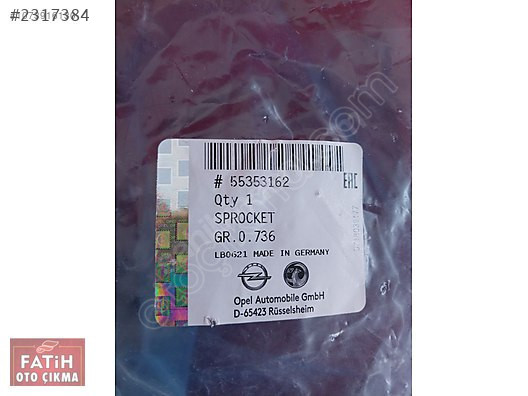 #2317384
# 55353162
EAC
Qty 1
SPROCKET
GR.0.736
LB0621 MADE IN GERMANY
Opel Automobile GmbH
D-65423 Rüsselsheim
FATİH
OTO ÇIKMA